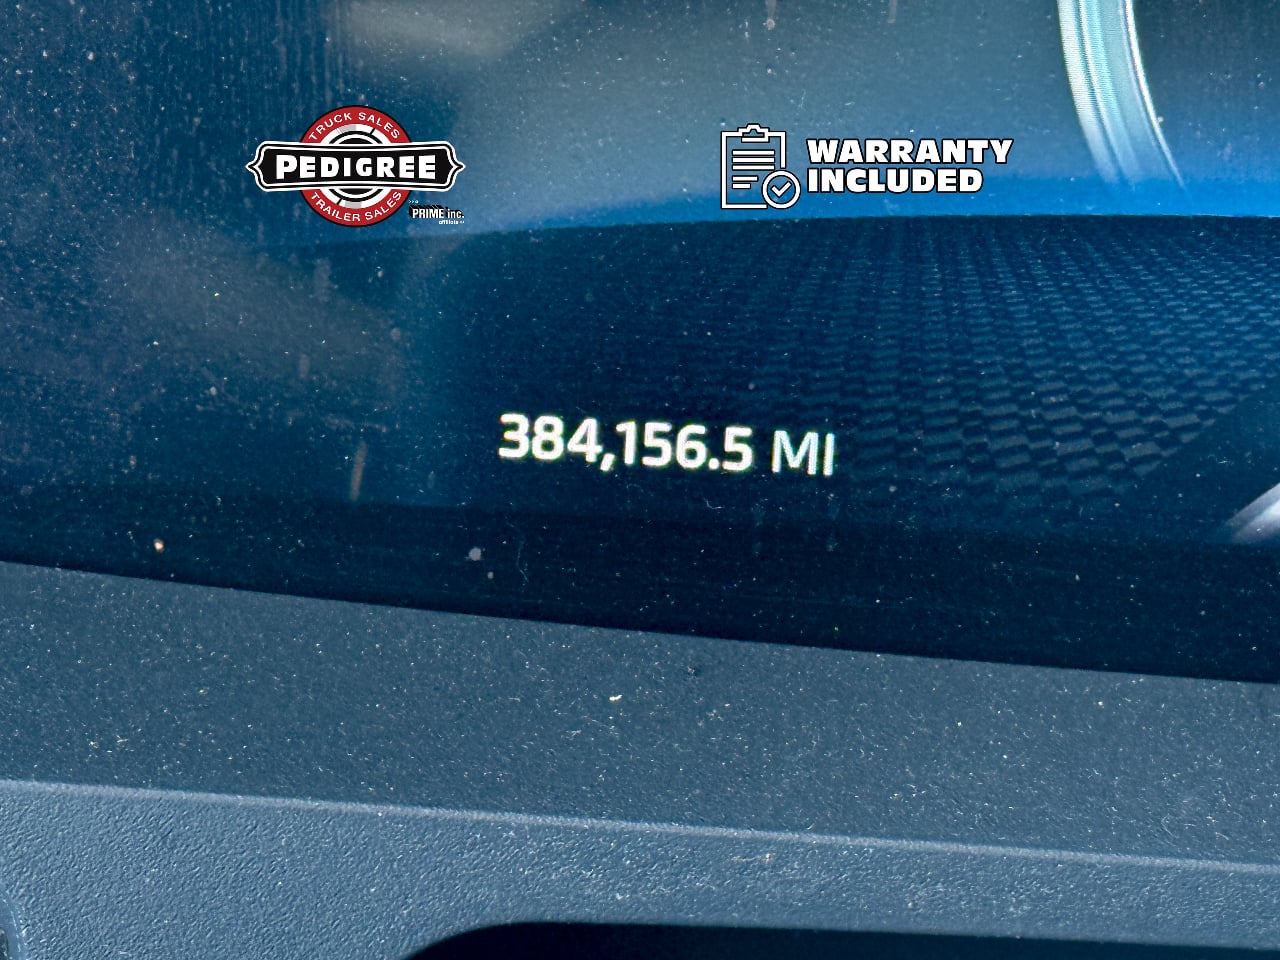 TRUCK SALES
PEDIGREE
TRAILER SALES
PRIME inc.
WARRANTY
INCLUDED
384,156.5 MI